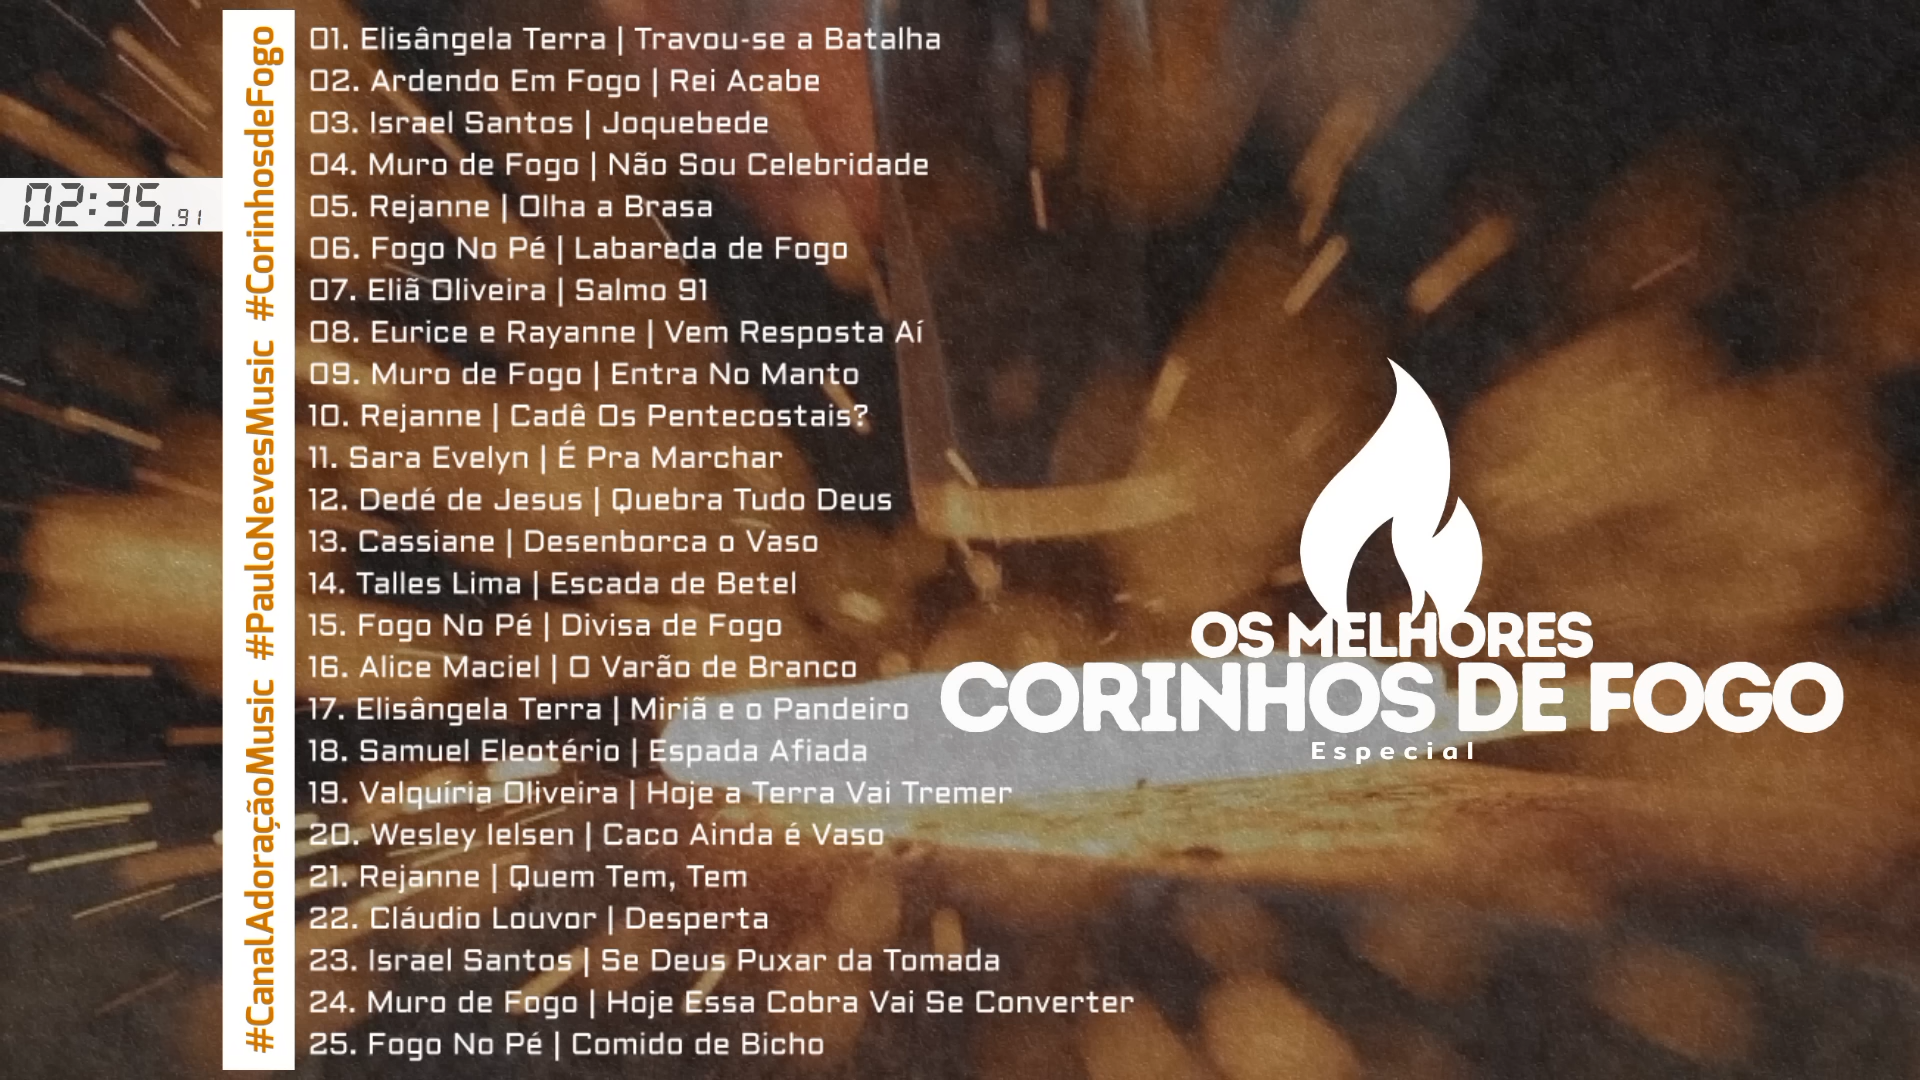 01. Elisângela Terra | Travou-se a Batalha
02. Ardendo Em Fogo | Rei Acabe
03. Israel Santos | Joquebede
04. Muro de Fogo | Não Sou Celebridade
05. Rejanne | Olha a Brasa
06. Fogo No Pé | Labareda de Fogo
07. Eliã Oliveira | Salmo 91
08. Eurice e Rayanne | Vem Resposta Aí
09. Muro de Fogo | Entra No Manto
10. Rejanne | Cadê Os Pentecostais?
11. Sara Evelyn | É Pra Marchar
12. Dedé de Jesus | Quebra Tudo Deus
13. Cassiane | Desenborca o Vaso
14. Talles Lima | Escada de Betel
15. Fogo No Pé | Divisa de Fogo
16. Alice Maciel | O Varão de Branco
17. Elisângela Terra | Miriã e o Pandeiro
18. Samuel Eleotério | Espada Afiada
19. Valquíria Oliveira | Hoje a Terra Vai Tremer
20. Wesley Ielsen | Caco Ainda é Vaso
21. Rejanne | Quem Tem, Tem
22. Cláudio Louvor | Desperta
23. Israel Santos | Se Deus Puxar da Tomada
24. Muro de Fogo | Hoje Essa Cobra Vai Se Converter
25. Fogo No Pé | Comido de Bicho
#CanalAdoraçãoMusic #PauloNevesMusic #CorinhosdeFogo
02:35.91
OS MELHORES
CORINHOS DE FOGO
Especial